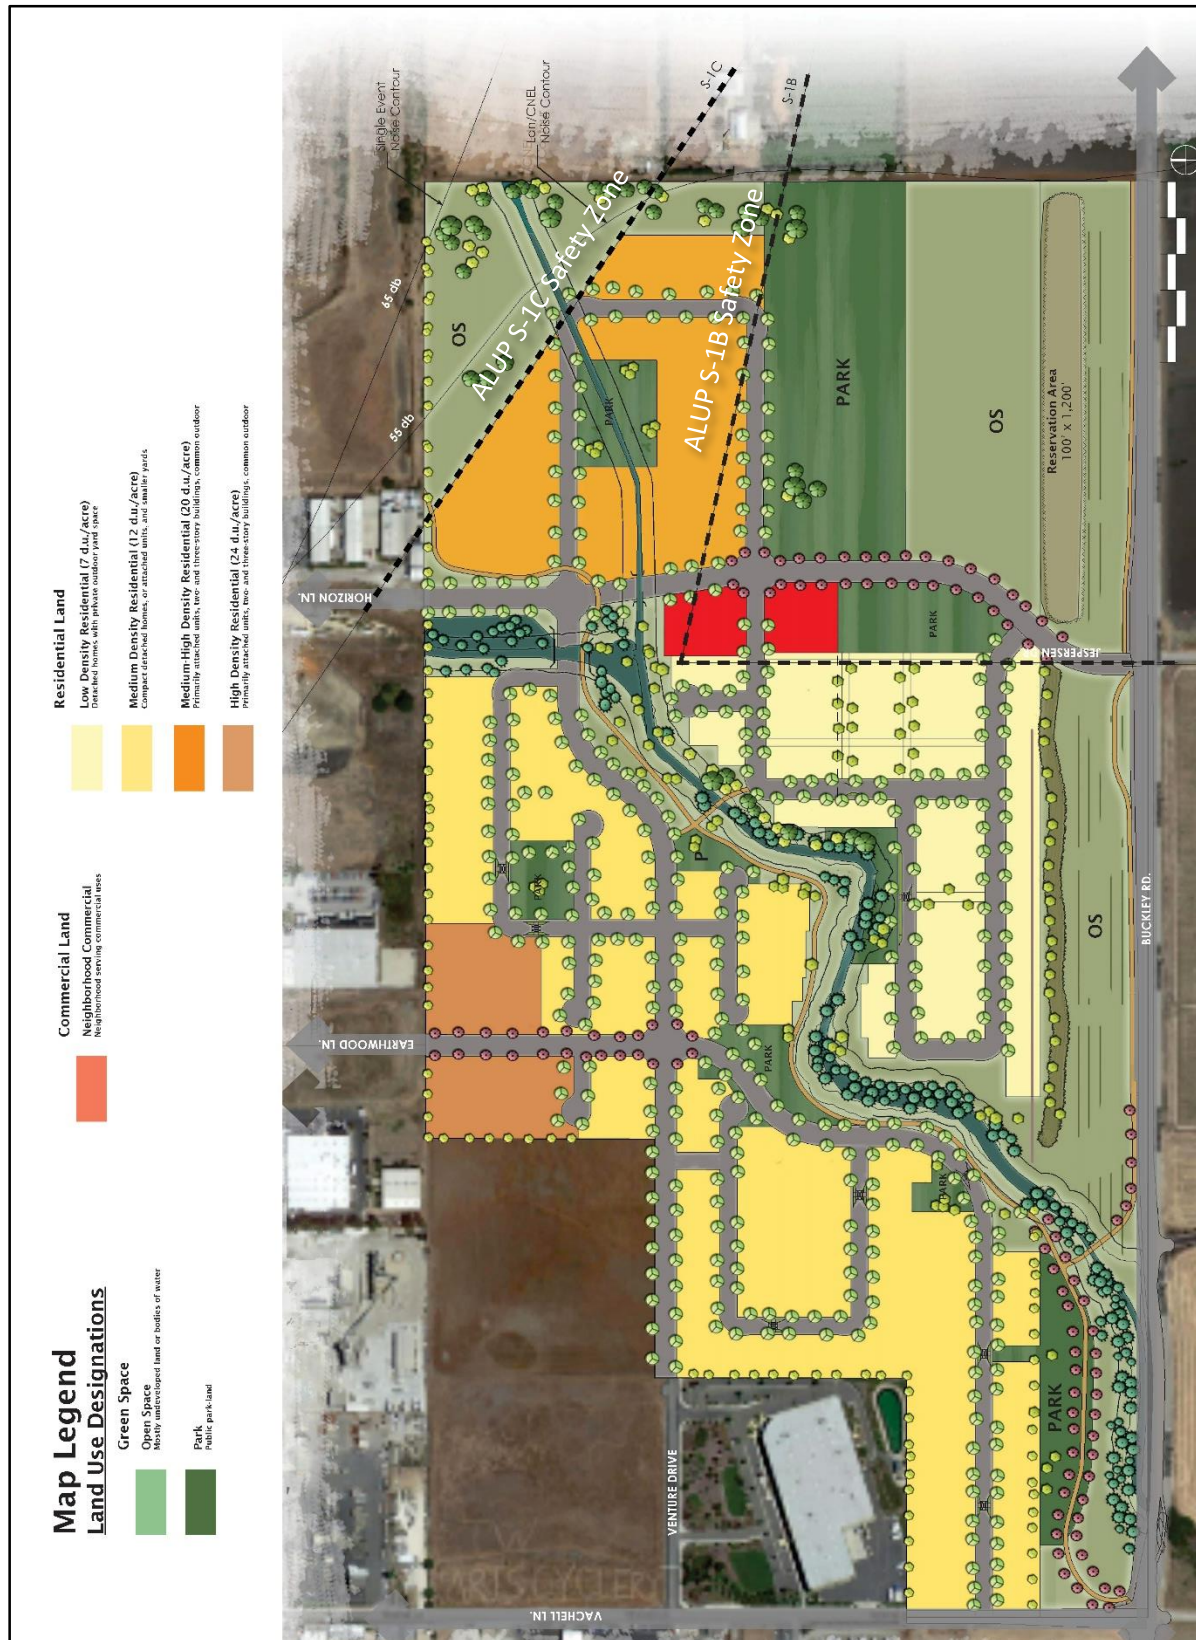 Map Legend
Land Use Designations
Green Space
Open Space
Mostly undeveloped land or bodies of water
Park
Public park-land
Commercial Land
Neighborhood Commercial
Neighborhood serving commercial uses
Residential Land
Low Density Residential (7 d.u./acre)
Detached homes with private outdoor yard space
Medium Density Residential (12 d.u./acre)
Compact detached homes, or attached units, and smaller yards
Medium-High Density Residential (20 d.u./acre)
Primarily attached units, two- and three-story buildings, common outdoor
High Density Residential (24 d.u./acre)
Primarily attached units, two- and three-story buildings, common outdoor
Single Event
Noise Contour
Ldn/CNEL
Noise Contour
S-1C
S-1B
65 db
55 db
ALUP S-1C Safety Zone
ALUP S-1B Safety Zone
OS
PARK
PARK
OS
Reservation Area
100' x 1,200'
HORIZON LN.
PARK
JESPERSEN
PARK
P
EARTHWOOD LN.
PARK
OS
BUCKLEY RD.
PARK
PARK
VENTURE DRIVE
VACHELL LN.